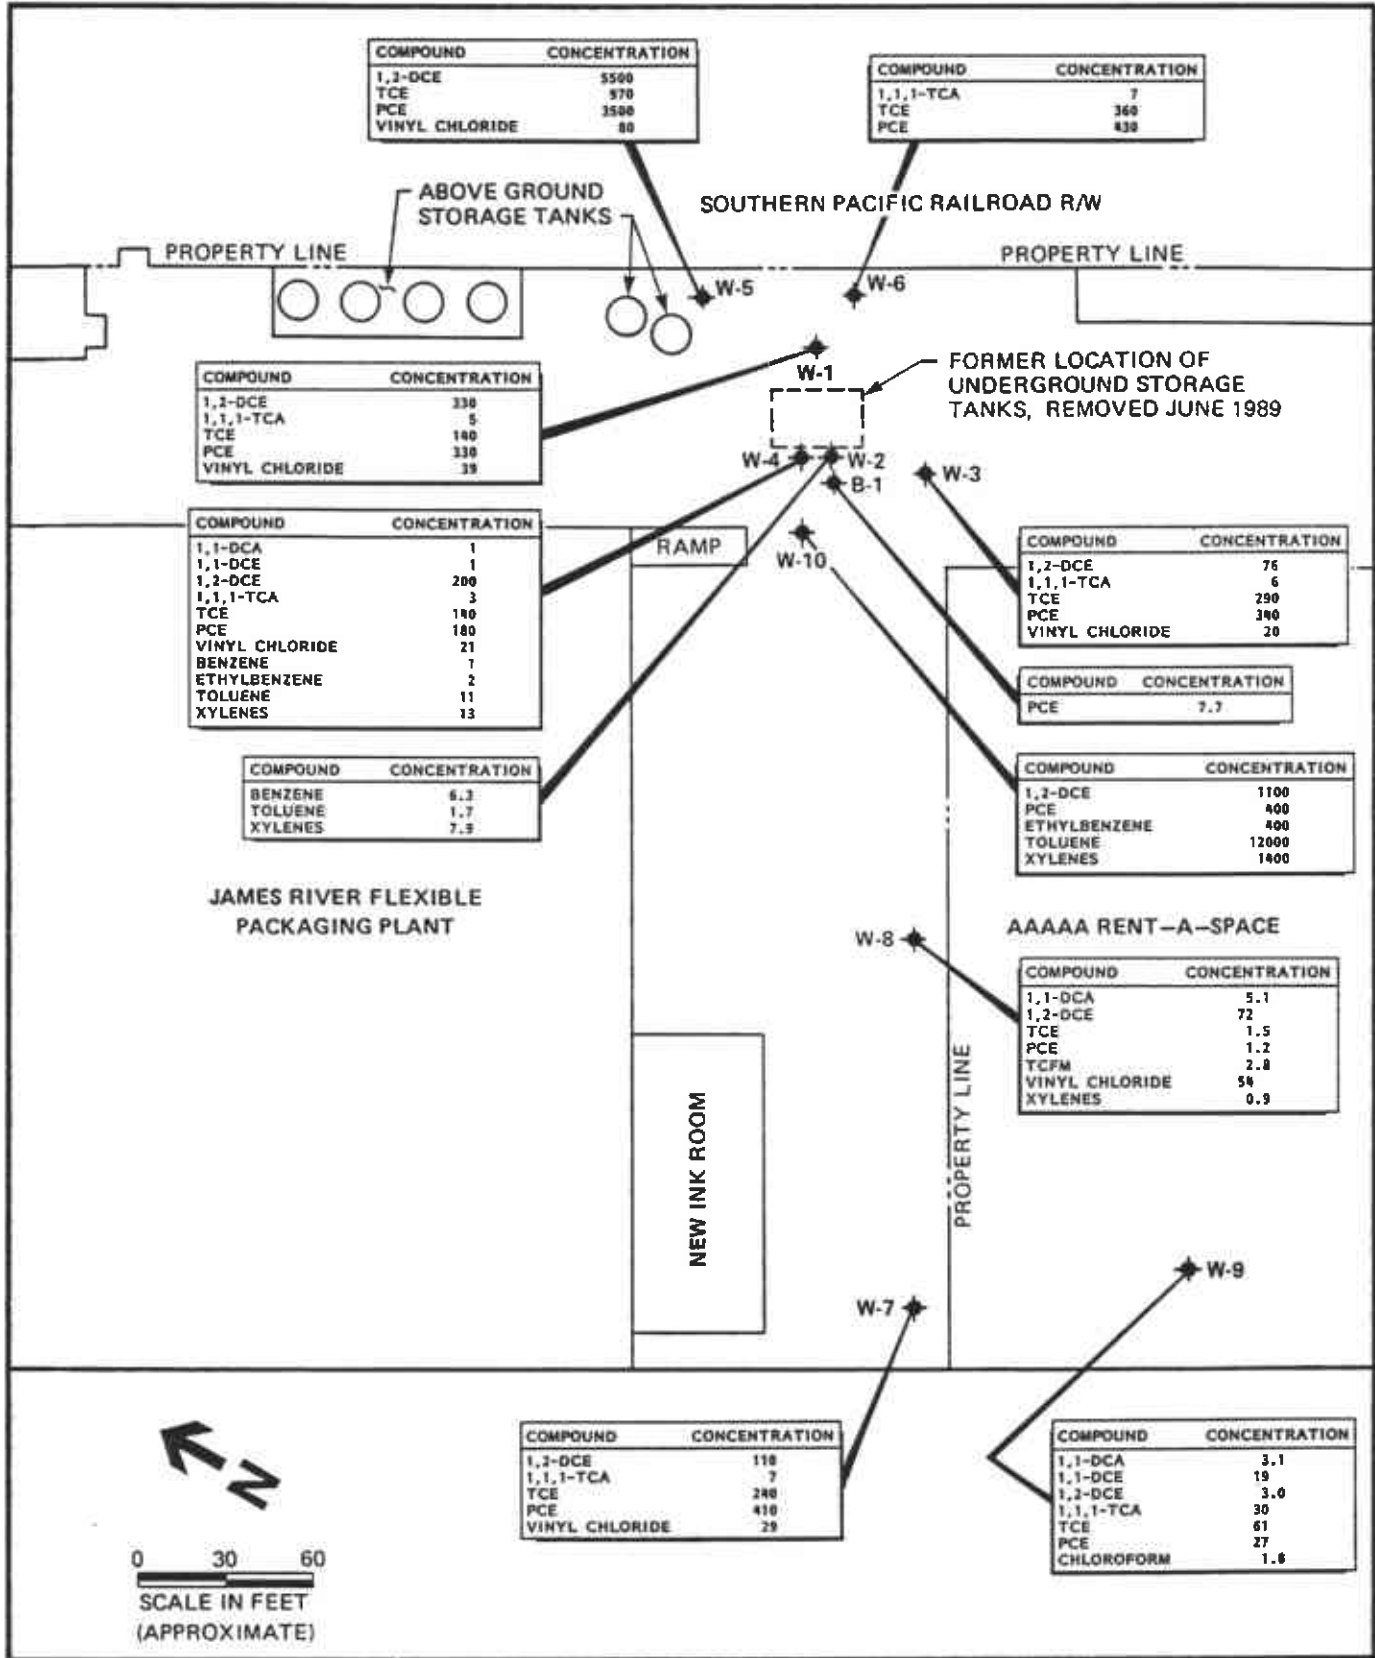 COMPOUND CONCENTRATION
1,2-DCE 5500
TCE 970
PCE 3500
VINYL CHLORIDE 80
COMPOUND CONCENTRATION
1,1,1-TCA 7
TCE 360
PCE 430
ABOVE GROUND
STORAGE TANKS
SOUTHERN PACIFIC RAILROAD R/W
PROPERTY LINE
PROPERTY LINE
W-5
W-6
W-1
FORMER LOCATION OF
UNDERGROUND STORAGE
TANKS, REMOVED JUNE 1989
COMPOUND CONCENTRATION
1,2-DCE 330
1,1,1-TCA 5
TCE 140
PCE 330
VINYL CHLORIDE 39
W-4
W-2
B-1
W-3
COMPOUND CONCENTRATION
1,1-DCA 1
1,1-DCE 1
1,2-DCE 200
1,1,1-TCA 3
TCE 140
PCE 180
VINYL CHLORIDE 21
BENZENE
ETHYLBENZENE 2
TOLUENE 11
XYLENES 13
RAMP
W-10
COMPOUND CONCENTRATION
1,2-DCE 76
1,1,1-TCA 6
TCE 290
PCE 340
VINYL CHLORIDE 20
COMPOUND CONCENTRATION
PCE 7.7
COMPOUND CONCENTRATION
BENZENE 6.3
TOLUENE 1.7
XYLENES 7.9
COMPOUND CONCENTRATION
1,2-DCE 1100
PCE 400
ETHYLBENZENE 400
TOLUENE 12000
XYLENES 1400
JAMES RIVER FLEXIBLE
PACKAGING PLANT
AAAAA RENT-A-SPACE
W-8
COMPOUND CONCENTRATION
1,1-DCA 5.1
1,2-DCE 72
TCE 1.5
PCE 1.2
TCFM 2.8
VINYL CHLORIDE 54
XYLENES 0.9
NEW INK ROOM
PROPERTY LINE
W-9
W-7
COMPOUND CONCENTRATION
1,2-DCE 110
1,1,1-TCA 7
TCE 240
PCE 410
VINYL CHLORIDE 29
COMPOUND CONCENTRATION
1,1-DCA 3.1
1,1-DCE 19
1,2-DCE 3.0
1,1,1-TCA 30
TCE 61
PCE 27
CHLOROFORM
N
0 30 60
SCALE IN FEET
(APPROXIMATE)